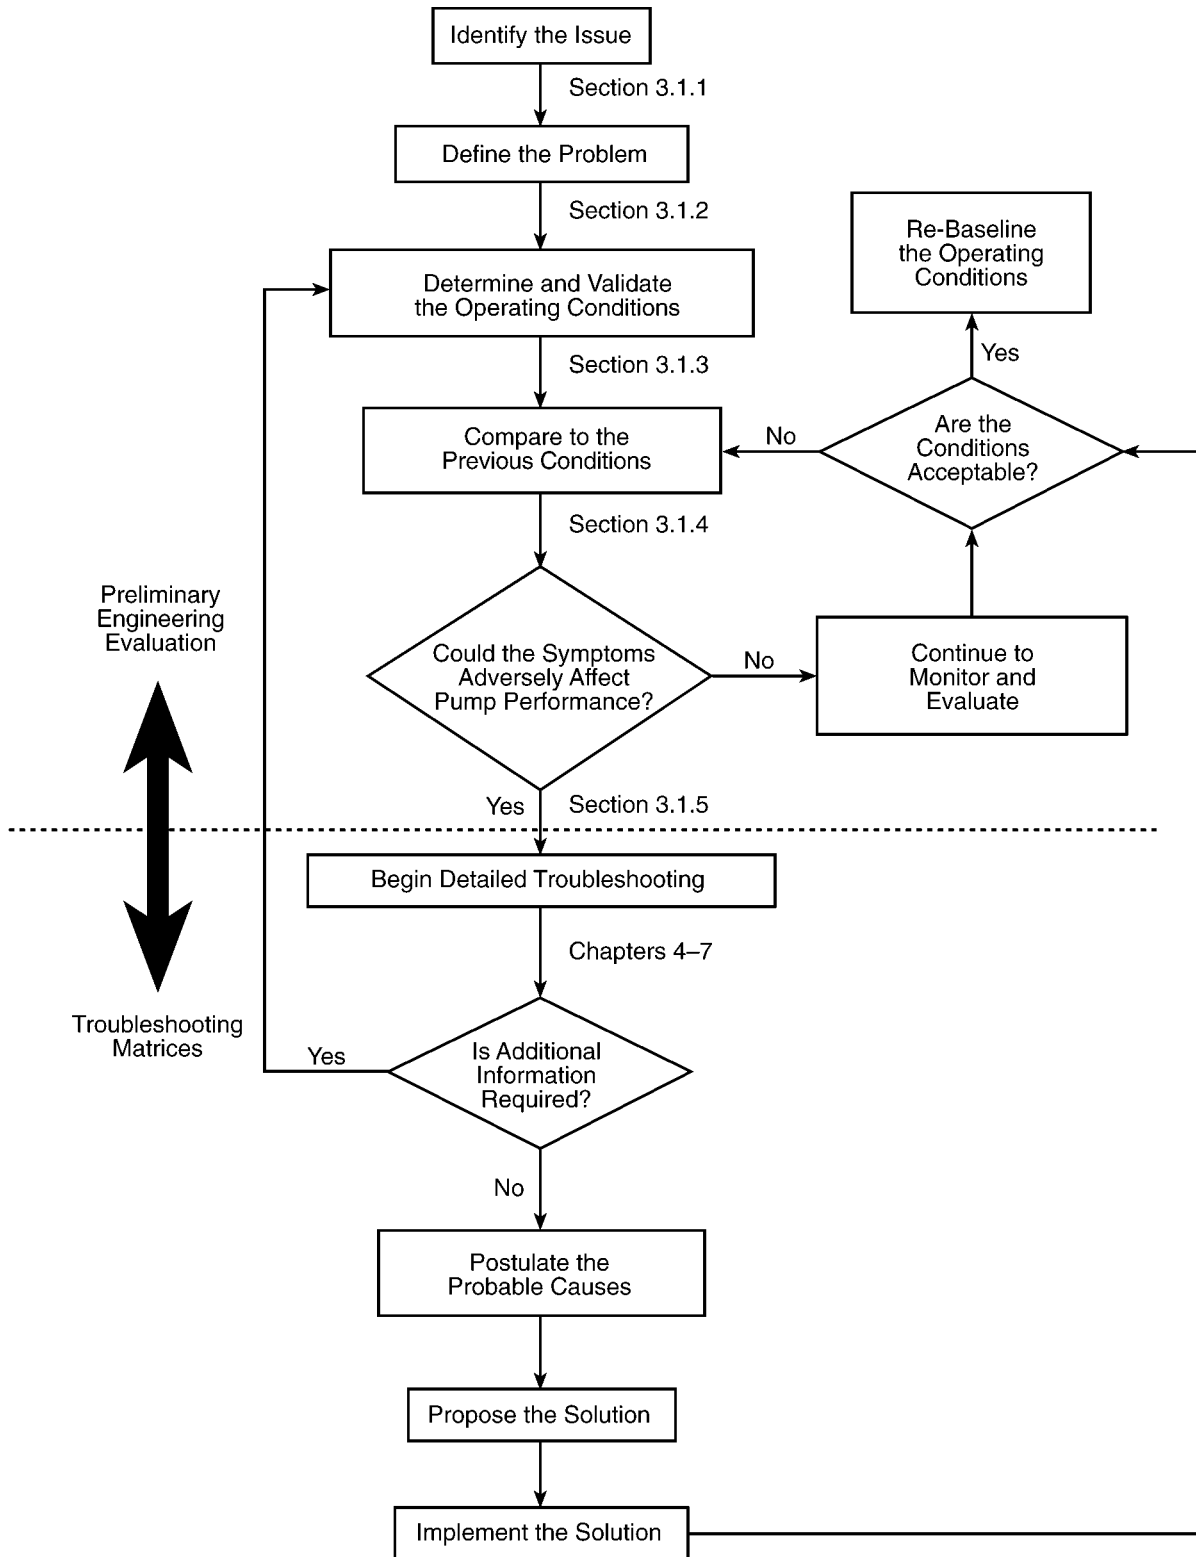 Identify the Issue
Section 3.1.1
Define the Problem
Section 3.1.2
Determine and Validate
the Operating Conditions
Section 3.1.3
Compare to the
Previous Conditions
Section 3.1.4
Re-Baseline
the Operating
Conditions
Yes
Are the
Conditions
Acceptable?
No
Could the Symptoms
Adversely Affect
Pump Performance?
No
Continue to
Monitor and
Evaluate
Preliminary
Engineering
Evaluation
Yes
Section 3.1.5
Begin Detailed Troubleshooting
Chapters 4–7
Troubleshooting
Matrices
Yes
Is Additional
Information
Required?
No
Postulate the
Probable Causes
Propose the Solution
Implement the Solution